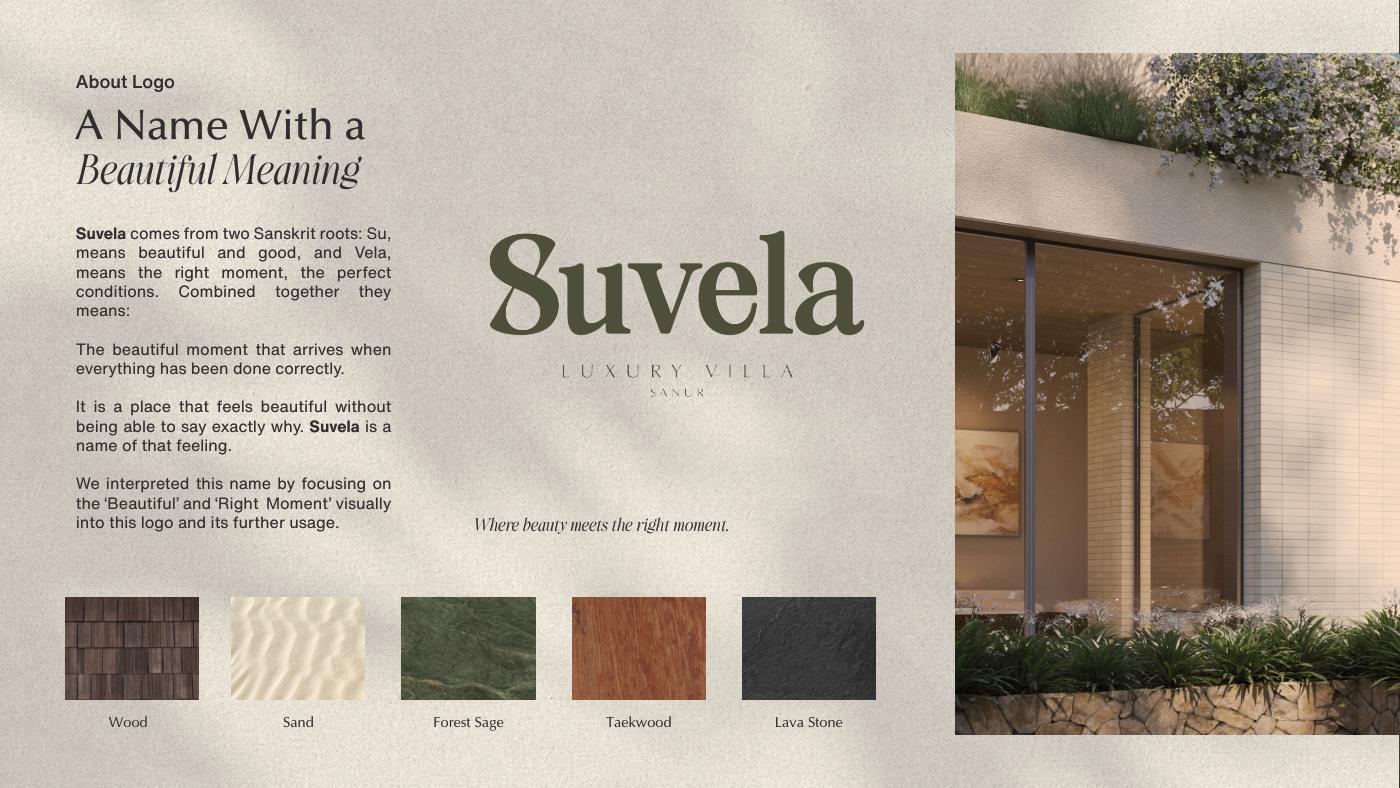 About Logo
A Name With a
Beautiful Meaning
Suvela comes from two Sanskrit roots: Su,
means beautiful and good, and Vela,
means the right moment, the perfect
conditions. Combined together they
means:
The beautiful moment that arrives when
everything has been done correctly.
It is a place that feels beautiful without
being able to say exactly why. Suvela is a
name of that feeling.
We interpreted this name by focusing on
the ‘Beautiful’ and ‘Right Moment’ visually
into this logo and its further usage.
Suvela
LUXURY VILLA
SANUR
Where beauty meets the right moment.
Wood
Sand
Forest Sage
Taekwood
Lava Stone